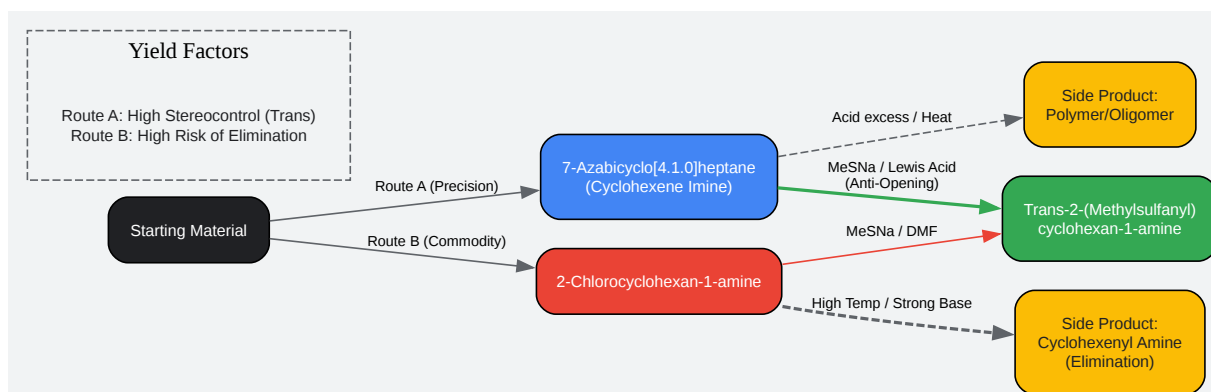 Yield Factors
Route A: High Stereocontrol (Trans)
Route B: High Risk of Elimination
Starting Material
Route A (Precision)
Route B (Commodity)
7-Azabicyclo[4.1.0]heptane
(Cyclohexene Imine)
2-Chlorocyclohexan-1-amine
Acid excess / Heat
MeSNa / Lewis Acid
(Anti-Opening)
MeSNa / DMF
High Temp / Strong Base
Side Product:
Polymer/Oligomer
Trans-2-(Methylsulfanyl)
cyclohexan-1-amine
Side Product:
Cyclohexenyl Amine
(Elimination)